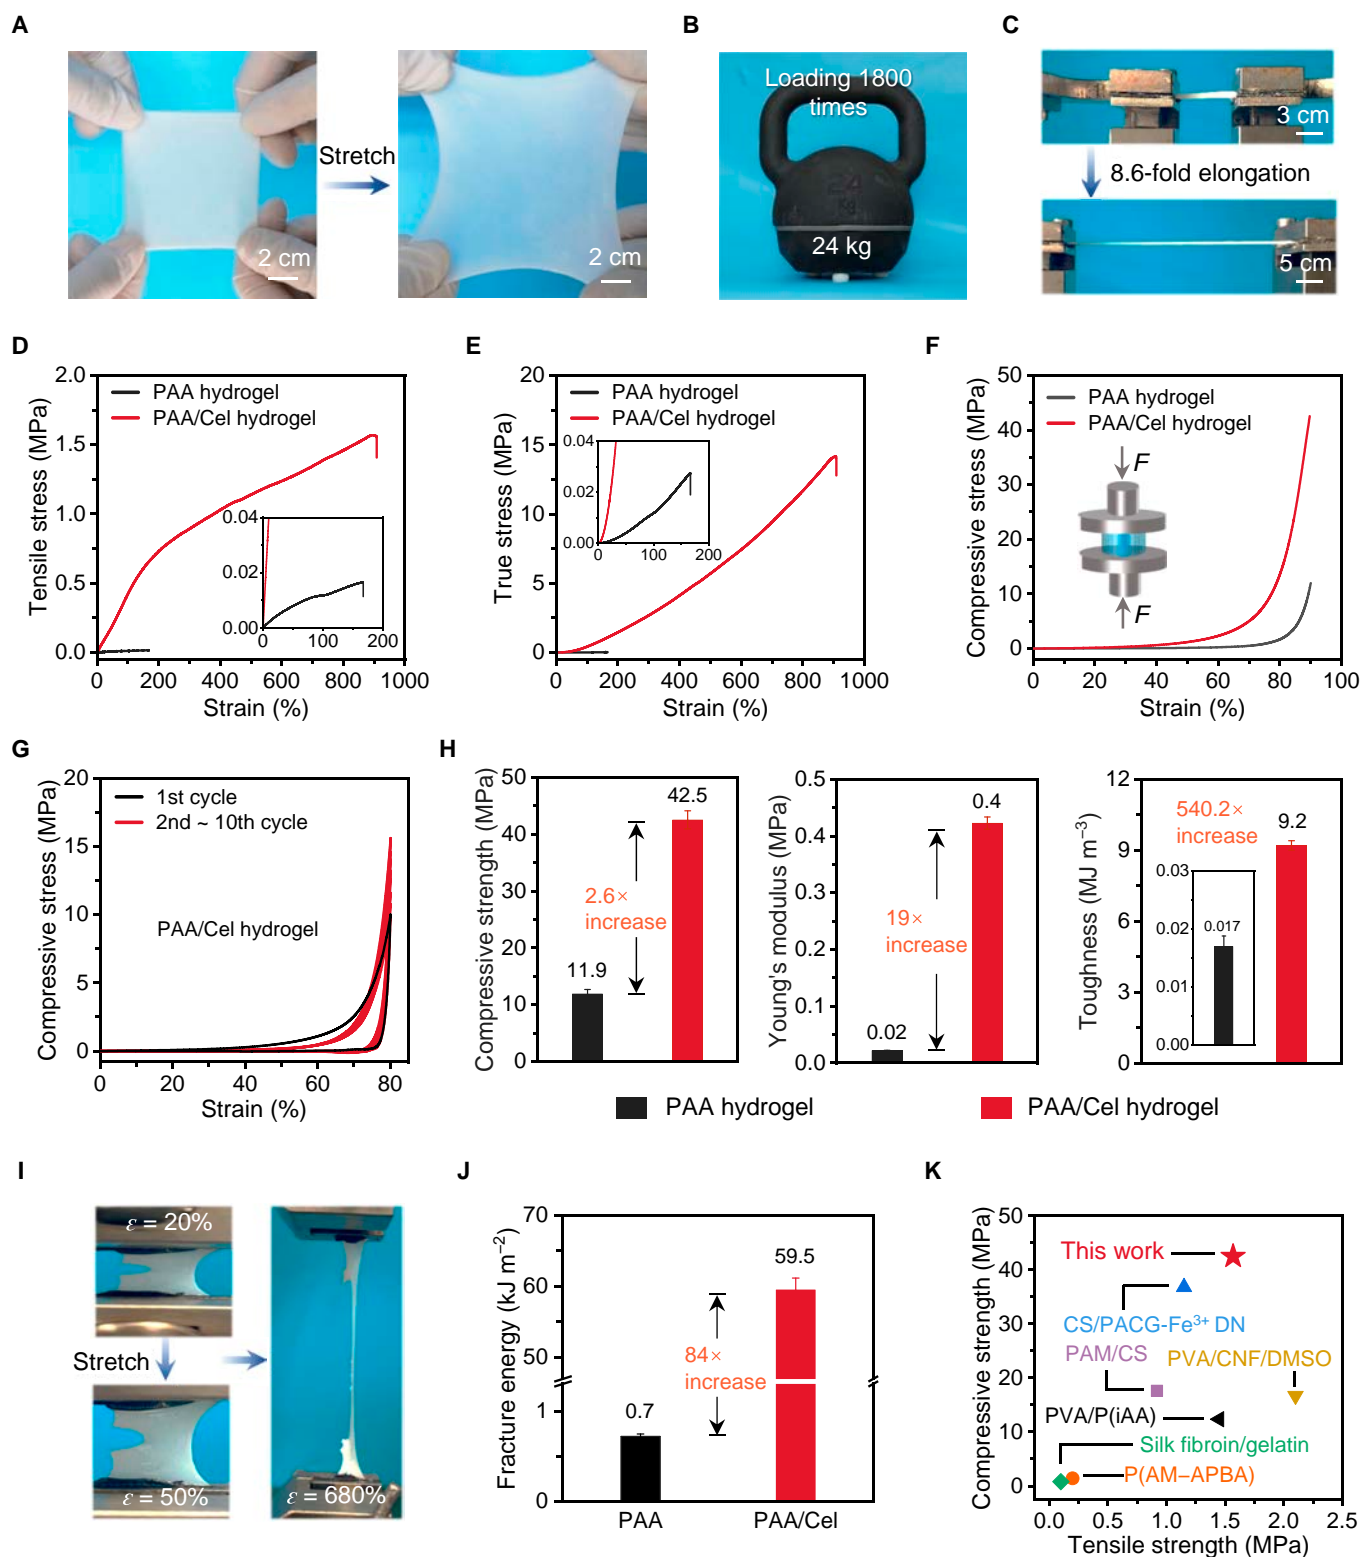 A
Stretch
2 cm
2 cm
B
Loading 1800
times
24
Kg
24 kg
C
3 cm
8.6-fold elongation
5 cm
D
Tensile stress (MPa)
2.0
1.5
1.0
0.5
0.0
PAA hydrogel
PAA/Cel hydrogel
0.04
0.02
0.00
0 100 200
0 200 400 600 800 1000
Strain (%)
E
True stress (MPa)
20
15
10
5
0
PAA hydrogel
PAA/Cel hydrogel
0.04
0.02
0.00
0 100 200
0 200 400 600 800 1000
Strain (%)
F
Compressive stress (MPa)
50
40
30
20
10
0
PAA hydrogel
PAA/Cel hydrogel
F
F
0 20 40 60 80 100
Strain (%)
G
Compressive stress (MPa)
20
15
10
5
0
1st cycle
2nd ~ 10th cycle
PAA/Cel hydrogel
0 20 40 60 80
Strain (%)
H
Compressive strength (MPa)
50
40
30
20
10
0
42.5
2.6×
increase
11.9
Young's modulus (MPa)
0.5
0.4
0.3
0.2
0.1
0.0
0.4
19×
increase
0.02
Toughness (MJ m⁻³)
12
9
6
3
0
540.2×
increase
9.2
0.03
0.02
0.01
0.00
0.017
PAA hydrogel
PAA/Cel hydrogel
I
ε = 20%
Stretch
ε = 50%
ε = 680%
J
Fracture energy (kJ m⁻²)
70
60
50
1
0
59.5
84×
increase
0.7
PAA PAA/Cel
K
Compressive strength (MPa)
50
40
30
20
10
0
This work
CS/PACG-Fe³⁺ DN
PAM/CS
PVA/CNF/DMSO
PVA/P(iAA)
Silk fibroin/gelatin
P(AM–APBA)
0.0 0.5 1.0 1.5 2.0 2.5
Tensile strength (MPa)